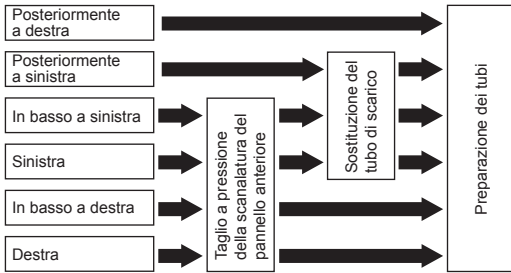 Posteriormente
a destra
Posteriormente
a sinistra
In basso a sinistra
Sinistra
In basso a destra
Destra
Taglio a pressione
della scanalatura del
pannello anteriore
Sostituzione del
tubo di scarico
Preparazione dei tubi